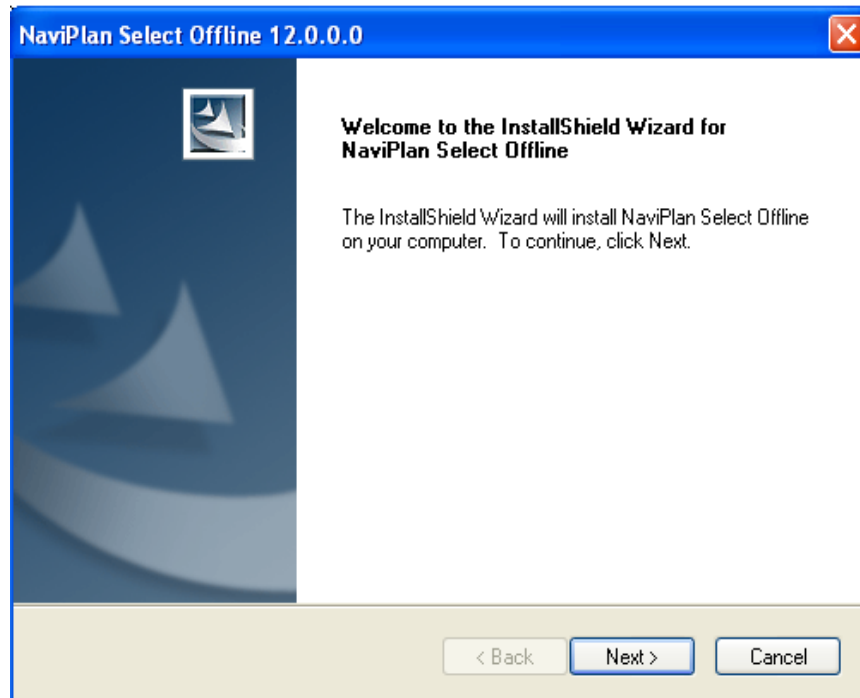 NaviPlan Select Offline 12.0.0.0
Welcome to the InstallShield Wizard for
NaviPlan Select Offline
The InstallShield Wizard will install NaviPlan Select Offline
on your computer. To continue, click Next.
< Back Next > Cancel